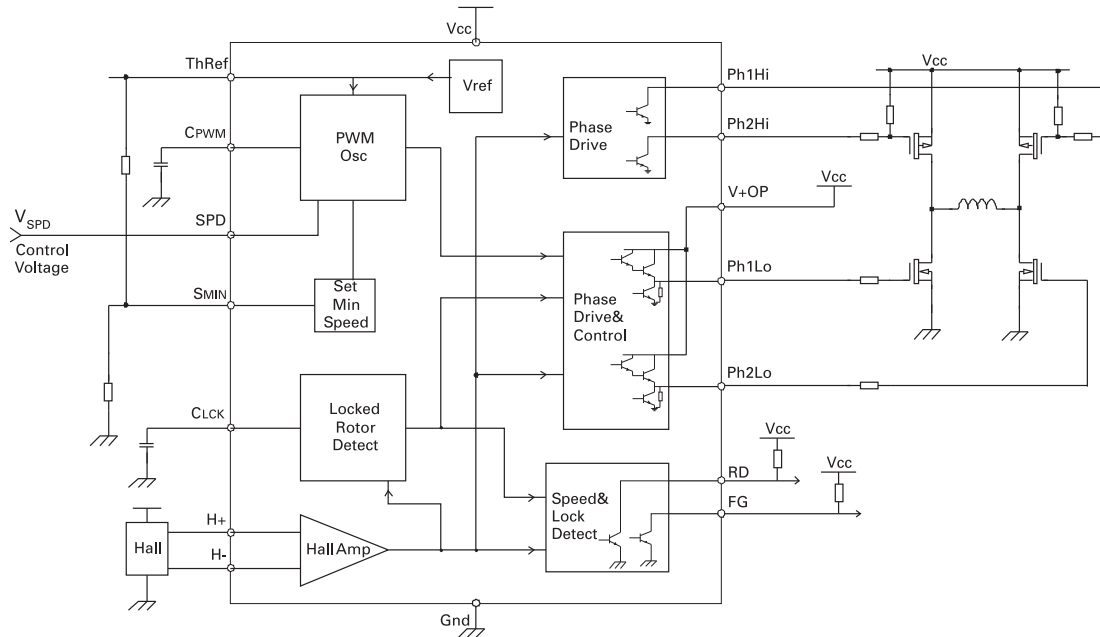 Vcc
ThRef
Vref
Ph1Hi
Vcc
CPWM
PWM
Osc
Phase
Drive
Ph2Hi
V+OP
Vcc
VSPD
SPD
Control
Voltage
Ph1Lo
SMIN
Set
Min
Speed
Phase
Drive&
Control
Ph2Lo
CLCK
Locked
Rotor
Detect
Vcc
RD
Vcc
Speed&
Lock
Detect
FG
H+
Hall
H-
Hall Amp
Gnd